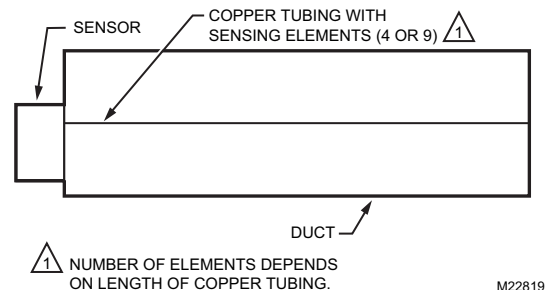 SENSOR
COPPER TUBING WITH
SENSING ELEMENTS (4 OR 9) 1
DUCT
1 NUMBER OF ELEMENTS DEPENDS
ON LENGTH OF COPPER TUBING.
M22819